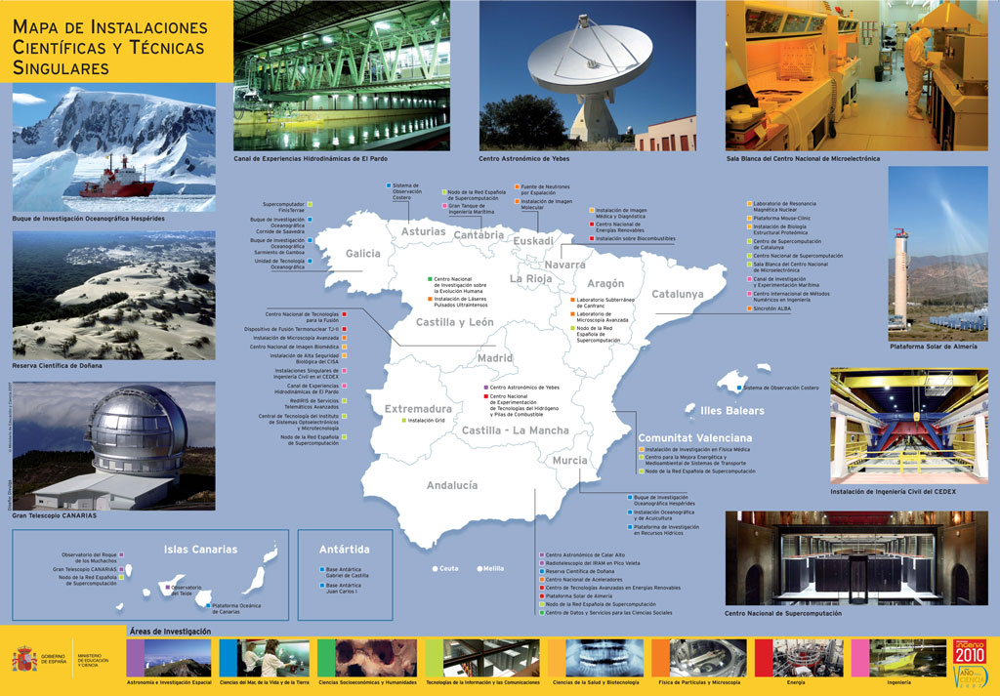 MAPA DE INSTALACIONES
CIENTÍFICAS Y TÉCNICAS
SINGULARES
Buque de Investigación Oceanográfica Hespérides
Canal de Experiencias Hidrodinámicas de El Pardo
Centro Astronómico de Yebes
Sala Blanca del Centro Nacional de Microelectrónica
Reserva Científica de Doñana
Gran Telescopio CANARIAS
Plataforma Solar de Almería
Instalación de Ingeniería Civil del CEDEX
Centro Nacional de Supercomputación
Supercomputador
FinisTerrae
Buque de Investigación
Oceanográfica
Cornide de Saavedra
Buque de Investigación
Oceanográfica
Sarmiento de Gamboa
Unidad de Tecnología
Oceanográfica
Sistema de
Observación
Costero
Nodo de la Red Española
de Supercomputación
Gran Tanque de
Ingeniería Marítima
Fuente de Neutrones
por Espalación
Instalación de Imagen
Molecular
Instalación de Imagen
Médica y Diagnóstica
Centro Nacional de
Energías Renovables
Instalación sobre Biocombustibles
Laboratorio de Resonancia
Magnética Nuclear
Plataforma Mouse-Clinic
Instalación de Biología
Estructural Proteómica
Centro de Supercomputación
de Catalunya
Centro Nacional de Supercomputación
Sala Blanca del Centro Nacional
de Microelectrónica
Canal de Investigación
y Experimentación Marítima
Centro Internacional de Métodos
Numéricos en Ingeniería
Sincrotón ALBA
Galicia
Asturias
Cantabria
Euskadi
Navarra
La Rioja
Aragón
Catalunya
Castilla y León
Madrid
Extremadura
Castilla - La Mancha
Comunitat Valenciana
Illes Balears
Murcia
Andalucía
Ceuta
Melilla
Centro Nacional
de Investigación sobre
la Evolución Humana
Instalación de Láseres
Pulsados Ultraintensos
Laboratorio Subterráneo
de Canfranc
Laboratorio de
Microscopía Avanzada
Nodo de la Red
Española de
Supercomputación
Centro Nacional de Tecnologías
para la Fusión
Dispositivo de Fusión Termonuclear TJ-II
Instalación de Microscopía Avanzada
Centro Nacional de Imagen Biomédica
Instalación de Alta Seguridad
Biológica del CISA
Instalaciones Singulares de
Ingeniería Civil en el CEDEX
Canal de Experiencias
Hidrodinámicas de El Pardo
RedIRIS de Servicios
Telemáticos Avanzados
Central de Tecnología del Instituto
de Sistemas Optoelectrónicos
y Microtecnología
Nodo de la Red Española
de Supercomputación
Centro Astronómico de Yebes
Centro Nacional
de Experimentación
de Tecnologías del Hidrógeno
y Pilas de Combustible
Instalación Grid
Sistema de Observación Costero
Instalación de Investigación en Física Médica
Centro para la Mejora Energética y
Medioambiental de Sistemas de Transporte
Nodo de la Red Española de Supercomputación
Buque de Investigación
Oceanográfica Hespérides
Instalación Oceanográfica
y de Acuicultura
Plataforma de Investigación
en Recursos Hídricos
Centro Astronómico de Calar Alto
Radiotelescopio del IRAM en Pico Veleta
Reserva Científica de Doñana
Centro Nacional de Aceleradores
Centro de Tecnologías Avanzadas en Energías Renovables
Plataforma Solar de Almería
Nodo de la Red Española de Supercomputación
Centro de Datos y Servicios para las Ciencias Sociales
Islas Canarias
Observatorio del Roque
de los Muchachos
Gran Telescopio CANARIAS
Nodo de la Red Española
de Supercomputación
Observatorio
del Teide
Plataforma Oceánica
de Canarias
Antártida
Base Antártica
Gabriel de Castilla
Base Antártica
Juan Carlos I
Áreas de Investigación
GOBIERNO
DE ESPAÑA
MINISTERIO
DE EDUCACIÓN
Y CIENCIA
Astronomía e Investigación Espacial
Ciencias del Mar, de la Vida y de la Tierra
Ciencias Socioeconómicas y Humanidades
Tecnologías de la Información y las Comunicaciones
Ciencias de la Salud y Biotecnología
Física de Partículas y Microscopía
Energía
Ingeniería
ingenio
2010
AÑO DE LA
CIENCIA
2007